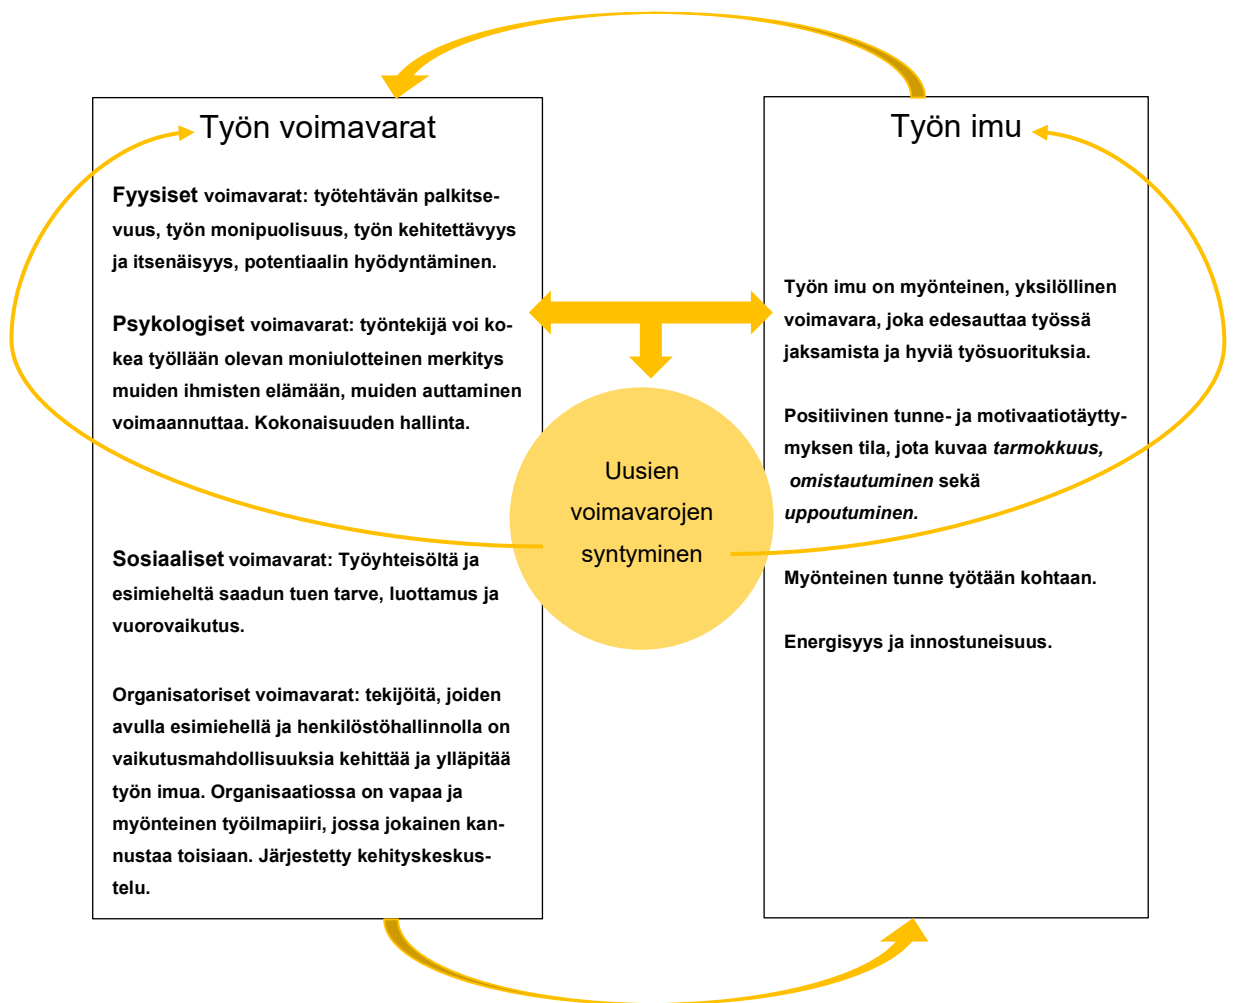 Työn voimavarat
Fyysiset voimavarat: työtehtävän palkitse-
vuus, työn monipuolisuus, työn kehitettävyys
ja itsenäisyys, potentiaalin hyödyntäminen.
Psykologiset voimavarat: työntekijä voi ko-
kea työllään olevan moniulotteinen merkitys
muiden ihmisten elämään, muiden auttaminen
voimaannuttaa. Kokonaisuuden hallinta.
Sosiaaliset voimavarat: Työyhteisöltä ja
esimieheltä saadun tuen tarve, luottamus ja
vuorovaikutus.
Organisatoriset voimavarat: tekijöitä, joiden
avulla esimiehellä ja henkilöstöhallinnolla on
vaikutusmahdollisuuksia kehittää ja ylläpitää
työn imua. Organisaatiossa on vapaa ja
myönteinen työilmapiiri, jossa jokainen kan-
nustaa toisiaan. Järjestetty kehityskeskus-
telu.
Uusien
voimavarojen
syntyminen
Työn imu
Työn imu on myönteinen, yksilöllinen
voimavara, joka edesauttaa työssä
jaksamista ja hyviä työsuorituksia.
Positiivinen tunne- ja motivaatiotäytty-
myksen tila, jota kuvaa tarmokkuus,
omistautuminen sekä
uppoutuminen.
Myönteinen tunne työtään kohtaan.
Energisyys ja innostuneisuus.